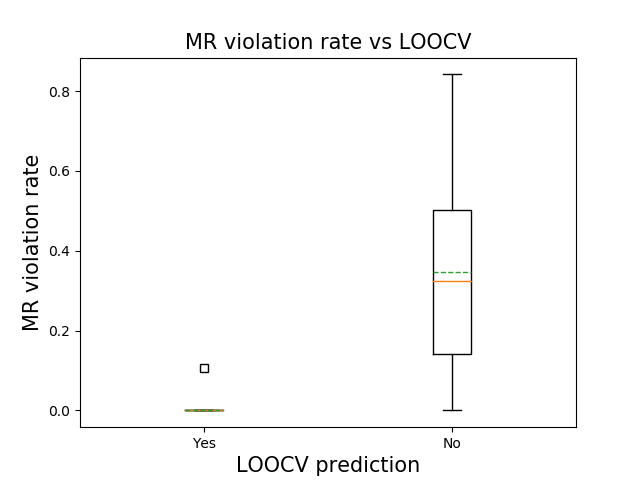 MR violation rate vs LOOCV
MR violation rate
0.8
0.6
0.4
0.2
0.0
Yes
No
LOOCV prediction